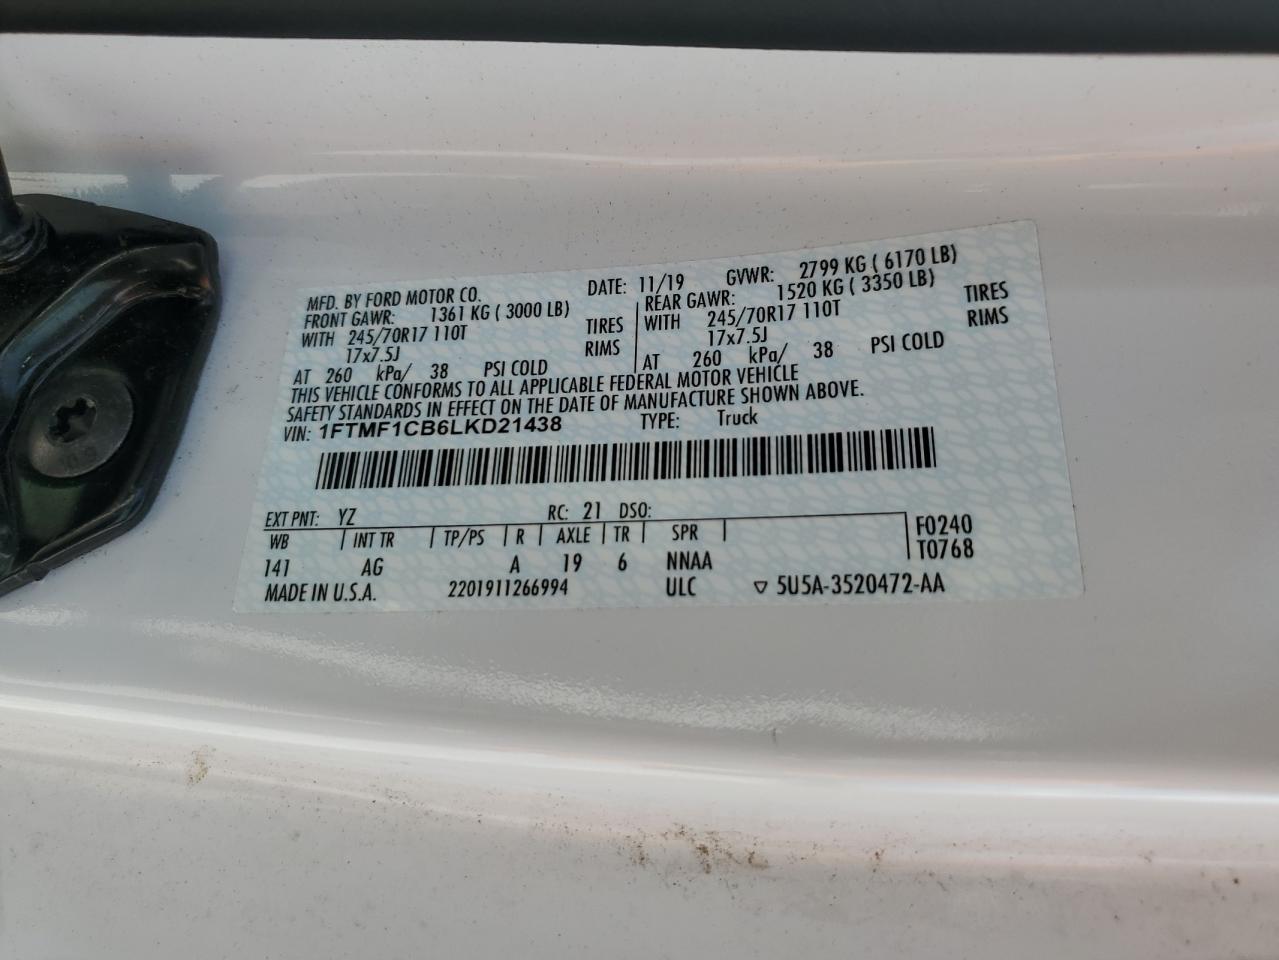 MFD. BY FORD MOTOR CO. DATE: 11/19 GVWR: 2799 KG ( 6170 LB)
FRONT GAWR: 1361 KG ( 3000 LB) REAR GAWR: 1520 KG ( 3350 LB)
WITH 245/70R17 110T TIRES WITH 245/70R17 110T TIRES
17x7.5J RIMS 17x7.5J RIMS
AT 260 kPa/ 38 PSI COLD AT 260 kPa/ 38 PSI COLD
THIS VEHICLE CONFORMS TO ALL APPLICABLE FEDERAL MOTOR VEHICLE
SAFETY STANDARDS IN EFFECT ON THE DATE OF MANUFACTURE SHOWN ABOVE.
VIN: 1FTMF1CB6LKD21438 TYPE: Truck
EXT PNT: YZ RC: 21 DSO:
WB INT TR TP/PS R AXLE TR SPR F0240
141 AG A 19 6 NNAA T0768
MADE IN U.S.A. 2201911266994 ULC ▽ 5U5A-3520472-AA